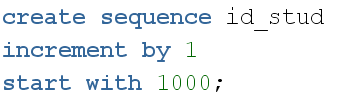 create sequence id_stud
increment by 1
start with 1000;